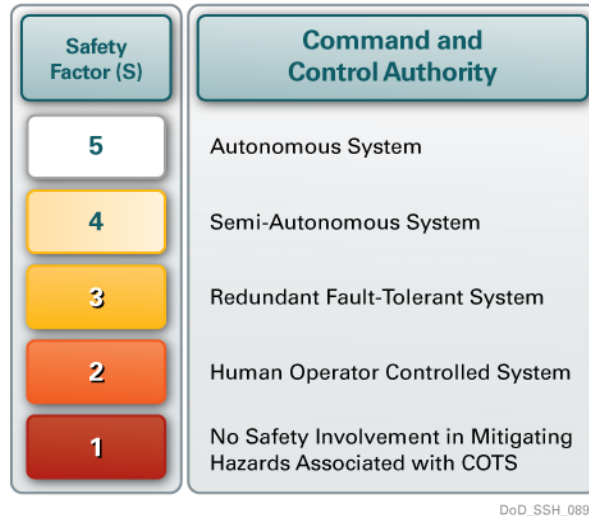 Safety
Factor (S)
Command and
Control Authority
5
Autonomous System
4
Semi-Autonomous System
3
Redundant Fault-Tolerant System
2
Human Operator Controlled System
1
No Safety Involvement in Mitigating
Hazards Associated with COTS
DoD_SSH_089